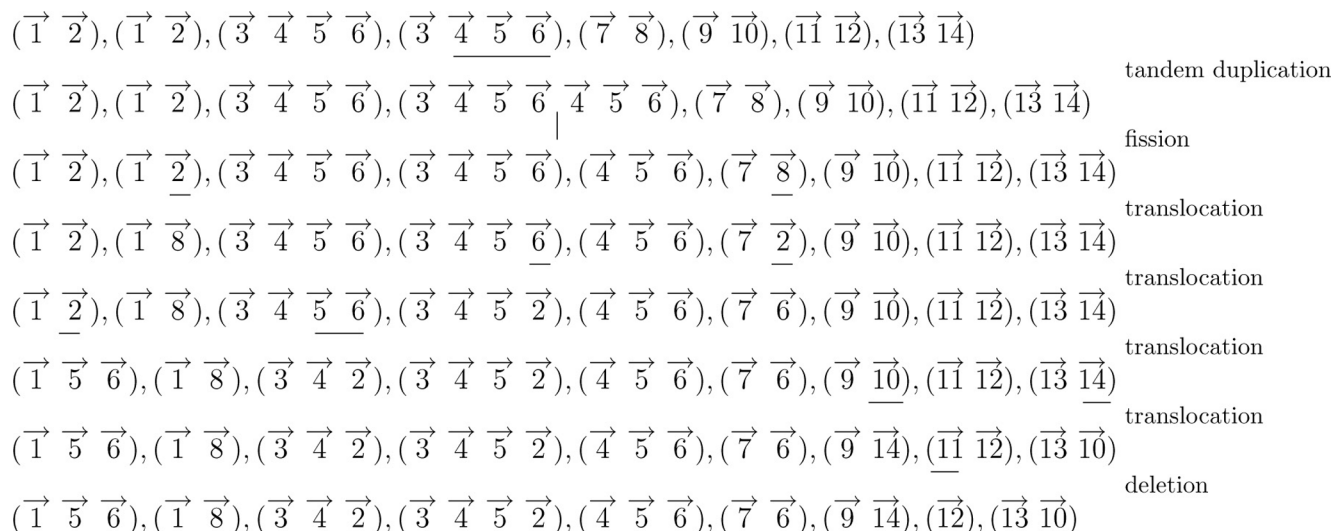 (→1 →2), (→1 →2), (→3 →4 →5 →6), (→3 →4 →5 →6), (→7 →8), (→9 →10), (→11 →12), (→13 →14)
tandem duplication
(→1 →2), (→1 →2), (→3 →4 →5 →6), (→3 →4 →5 →6 →4 →5 →6), (→7 →8), (→9 →10), (→11 →12), (→13 →14)
fission
(→1 →2), (→1 →2), (→3 →4 →5 →6), (→3 →4 →5 →6), (→4 →5 →6), (→7 →8), (→9 →10), (→11 →12), (→13 →14)
translocation
(→1 →2), (→1 →8), (→3 →4 →5 →6), (→3 →4 →5 →6), (→4 →5 →6), (→7 →2), (→9 →10), (→11 →12), (→13 →14)
translocation
(→1 →2), (→1 →8), (→3 →4 →5 →6), (→3 →4 →5 →2), (→4 →5 →6), (→7 →6), (→9 →10), (→11 →12), (→13 →14)
translocation
(→1 →5 →6), (→1 →8), (→3 →4 →2), (→3 →4 →5 →2), (→4 →5 →6), (→7 →6), (→9 →10), (→11 →12), (→13 →14)
translocation
(→1 →5 →6), (→1 →8), (→3 →4 →2), (→3 →4 →5 →2), (→4 →5 →6), (→7 →6), (→9 →14), (→11 →12), (→13 →10)
deletion
(→1 →5 →6), (→1 →8), (→3 →4 →2), (→3 →4 →5 →2), (→4 →5 →6), (→7 →6), (→9 →14), (→12), (→13 →10)